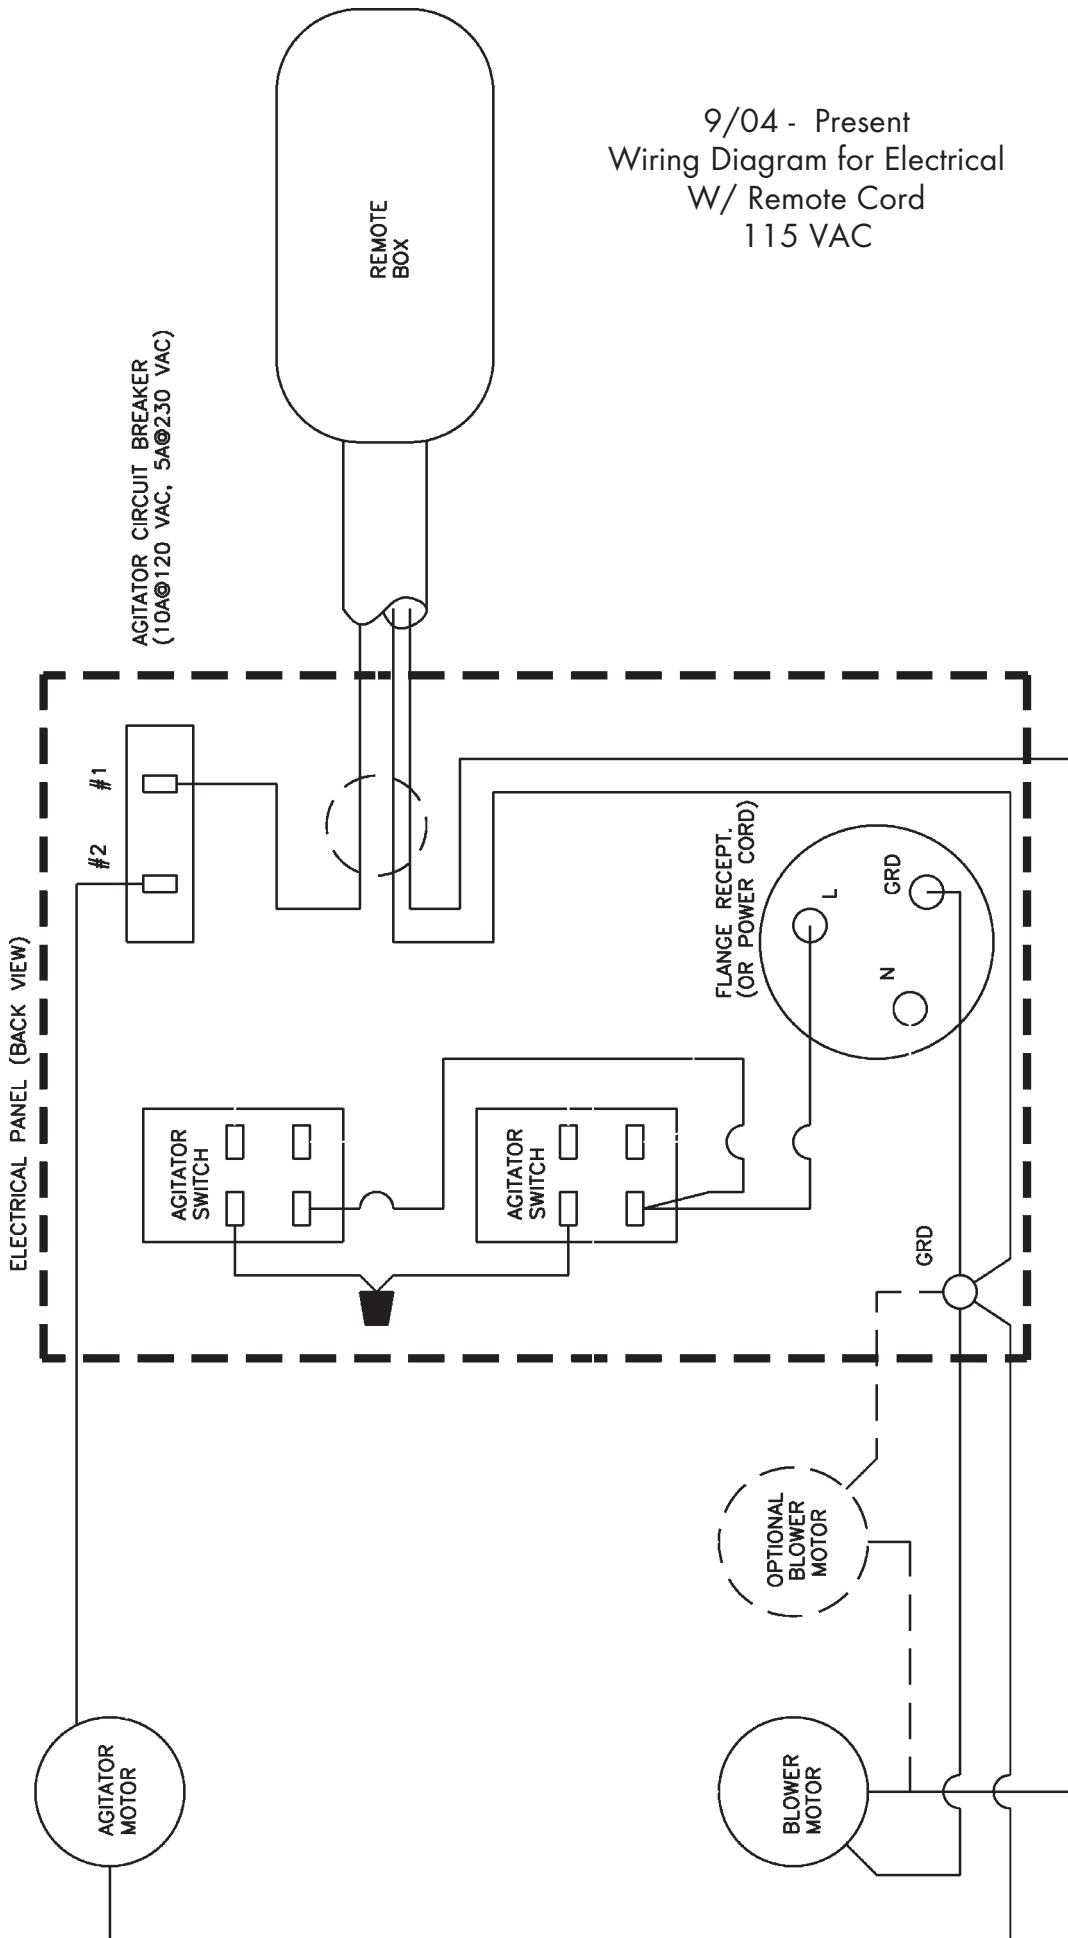 9/04 - Present
Wiring Diagram for Electrical
W/ Remote Cord
115 VAC
REMOTE
BOX
AGITATOR CIRCUIT BREAKER
(10A@120 VAC, 5A@230 VAC)
ELECTRICAL PANEL (BACK VIEW)
#1
#2
FLANGE RECEPT.
(OR POWER CORD)
L
GRD
N
AGITATOR
SWITCH
AGITATOR
SWITCH
GRD
OPTIONAL
BLOWER
MOTOR
AGITATOR
MOTOR
BLOWER
MOTOR